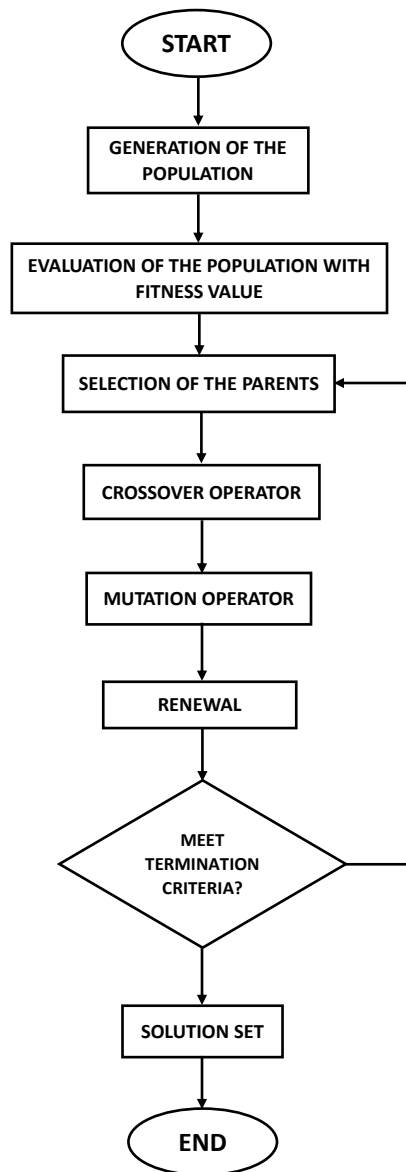 START
GENERATION OF THE
POPULATION
EVALUATION OF THE POPULATION WITH
FITNESS VALUE
SELECTION OF THE PARENTS
CROSSOVER OPERATOR
MUTATION OPERATOR
RENEWAL
MEET
TERMINATION
CRITERIA?
SOLUTION SET
END